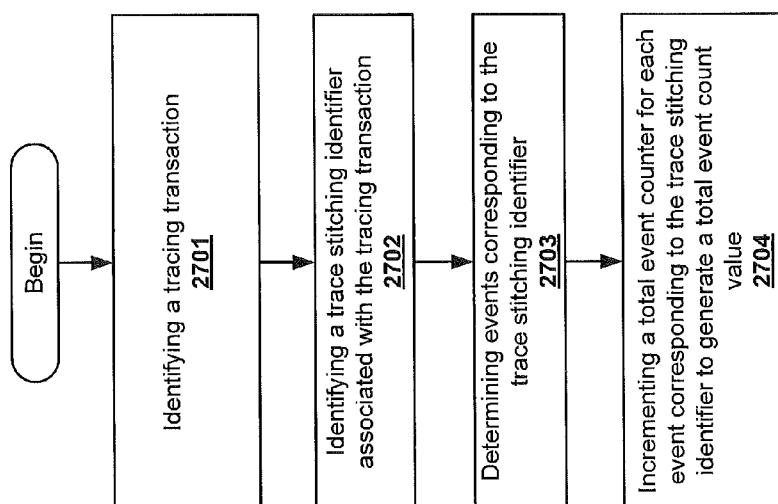 Begin
Identifying a tracing transaction
2701
Identifying a trace stitching identifier
associated with the tracing transaction
2702
Determining events corresponding to the
trace stitching identifier
2703
Incrementing a total event counter for each
event corresponding to the trace stitching
identifier to generate a total event count
value
2704